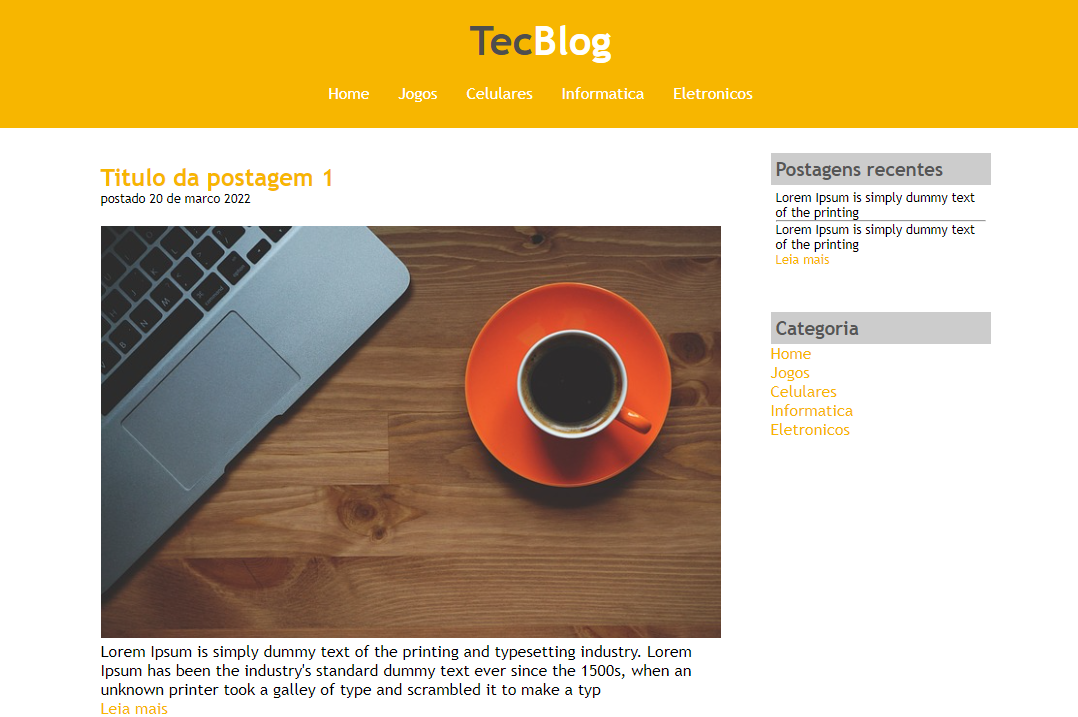 TecBlog
Home Jogos Celulares Informatica Eletronicos
Titulo da postagem 1
postado 20 de marco 2022
Lorem Ipsum is simply dummy text of the printing and typesetting industry. Lorem
Ipsum has been the industry's standard dummy text ever since the 1500s, when an
unknown printer took a galley of type and scrambled it to make a typ
Leia mais
Postagens recentes
Lorem Ipsum is simply dummy text
of the printing
Lorem Ipsum is simply dummy text
of the printing
Leia mais
Categoria
Home
Jogos
Celulares
Informatica
Eletronicos